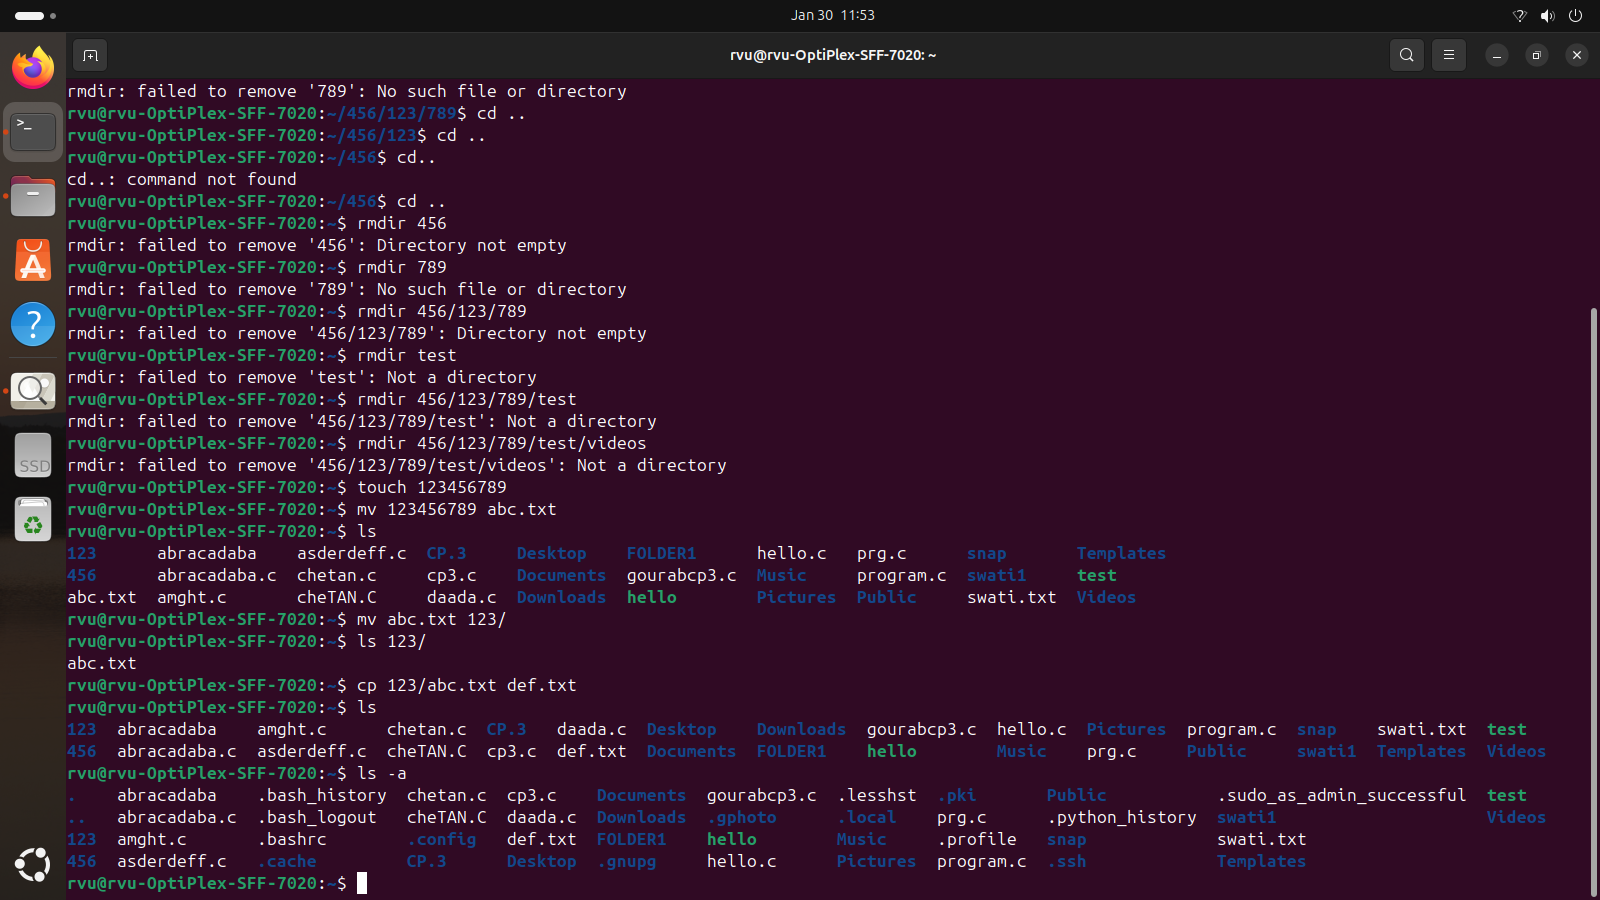 Jan 30 11:53
rvu@rvu-OptiPlex-SFF-7020: ~
rmdir: failed to remove '789': No such file or directory
rvu@rvu-OptiPlex-SFF-7020:~/456/123/789$ cd ..
rvu@rvu-OptiPlex-SFF-7020:~/456/123$ cd ..
rvu@rvu-OptiPlex-SFF-7020:~/456$ cd..
cd..: command not found
rvu@rvu-OptiPlex-SFF-7020:~/456$ cd ..
rvu@rvu-OptiPlex-SFF-7020:~$ rmdir 456
rmdir: failed to remove '456': Directory not empty
rvu@rvu-OptiPlex-SFF-7020:~$ rmdir 789
rmdir: failed to remove '789': No such file or directory
rvu@rvu-OptiPlex-SFF-7020:~$ rmdir 456/123/789
rmdir: failed to remove '456/123/789': Directory not empty
rvu@rvu-OptiPlex-SFF-7020:~$ rmdir test
rmdir: failed to remove 'test': Not a directory
rvu@rvu-OptiPlex-SFF-7020:~$ rmdir 456/123/789/test
rmdir: failed to remove '456/123/789/test': Not a directory
rvu@rvu-OptiPlex-SFF-7020:~$ rmdir 456/123/789/test/videos
rmdir: failed to remove '456/123/789/test/videos': Not a directory
rvu@rvu-OptiPlex-SFF-7020:~$ touch 123456789
rvu@rvu-OptiPlex-SFF-7020:~$ mv 123456789 abc.txt
rvu@rvu-OptiPlex-SFF-7020:~$ ls
123 abracadaba asderdeff.c CP.3 Desktop FOLDER1 hello.c prg.c snap Templates
456 abracadaba.c chetan.c cp3.c Documents gourabcp3.c Music program.c swati1 test
abc.txt amght.c cheTAN.C daada.c Downloads hello Pictures Public swati.txt Videos
rvu@rvu-OptiPlex-SFF-7020:~$ mv abc.txt 123/
rvu@rvu-OptiPlex-SFF-7020:~$ ls 123/
abc.txt
rvu@rvu-OptiPlex-SFF-7020:~$ cp 123/abc.txt def.txt
rvu@rvu-OptiPlex-SFF-7020:~$ ls
123 abracadaba amght.c chetan.c CP.3 daada.c Desktop Downloads gourabcp3.c hello.c Pictures program.c snap swati.txt test
456 abracadaba.c asderdeff.c cheTAN.C cp3.c def.txt Documents FOLDER1 hello Music prg.c Public swati1 Templates Videos
rvu@rvu-OptiPlex-SFF-7020:~$ ls -a
. abracadaba .bash_history chetan.c cp3.c Documents gourabcp3.c .lesshst .pki Public .sudo_as_admin_successful test
.. abracadaba.c .bash_logout cheTAN.C daada.c Downloads .gphoto .local prg.c .python_history swati1 Videos
123 amght.c .bashrc .config def.txt FOLDER1 hello Music .profile snap swati.txt
456 asderdeff.c .cache CP.3 Desktop .gnupg hello.c Pictures program.c .ssh Templates
rvu@rvu-OptiPlex-SFF-7020:~$
SSD